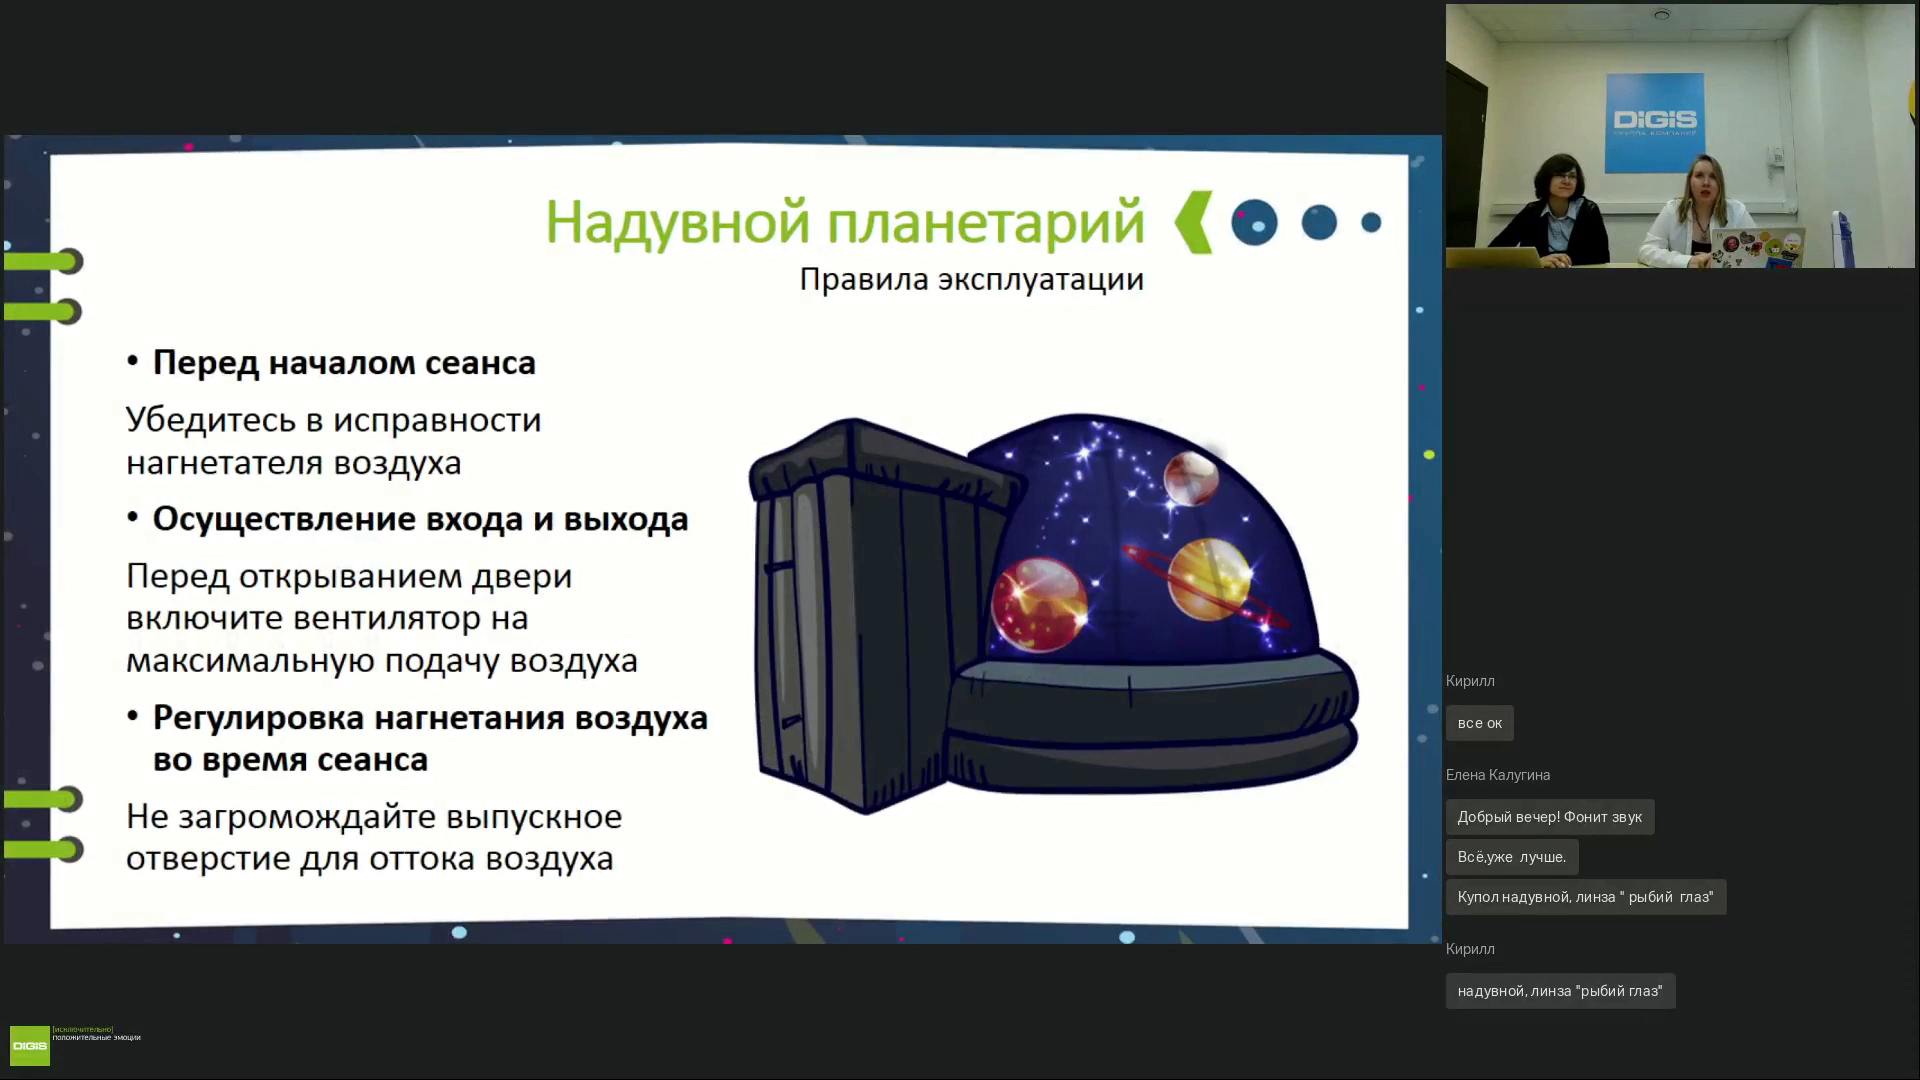 Надувной планетарий
Правила эксплуатации
• Перед началом сеанса
Убедитесь в исправности
нагнетателя воздуха
• Осуществление входа и выхода
Перед открыванием двери
включите вентилятор на
максимальную подачу воздуха
• Регулировка нагнетания воздуха
во время сеанса
Не загромождайте выпускное
отверстие для оттока воздуха
DiGiS
ГРУППА КОМПАНИЙ
Кирилл
все ок
Елена Калугина
Добрый вечер! Фонит звук
Всё,уже лучше.
Купол надувной, линза " рыбий глаз"
Кирилл
надувной, линза "рыбий глаз"
DiGiS
[исключительно]
положительные эмоции